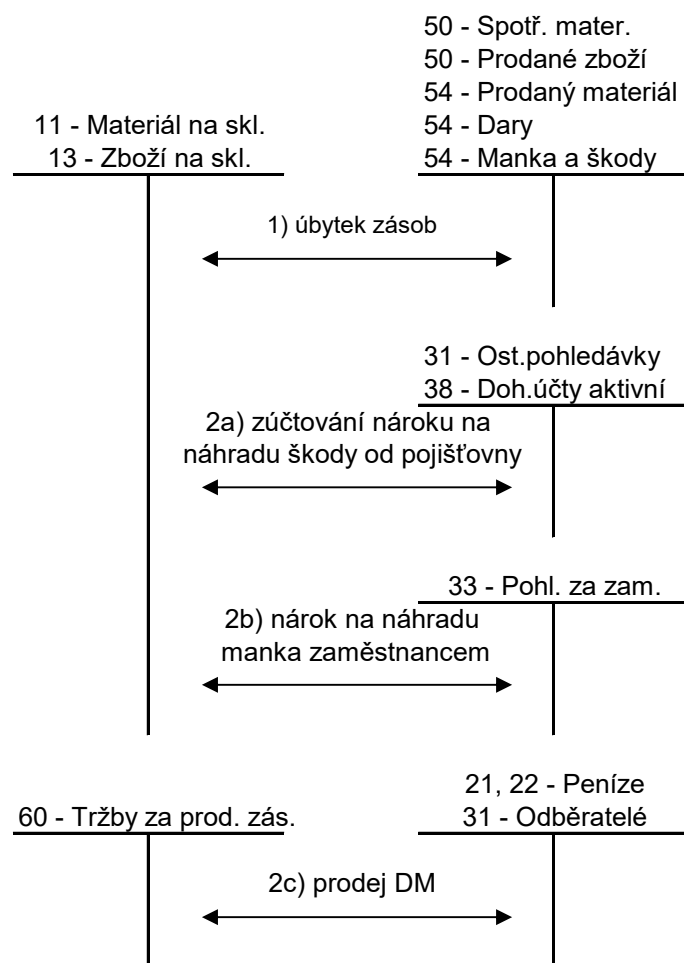 50 - Spotř. mater.
50 - Prodané zboží
54 - Prodaný materiál
11 - Materiál na skl.
54 - Dary
13 - Zboží na skl.
54 - Manka a škody
1) úbytek zásob
31 - Ost.pohledávky
38 - Doh.účty aktivní
2a) zúčtování nároku na
náhradu škody od pojišťovny
33 - Pohl. za zam.
2b) nárok na náhradu
manka zaměstnancem
21, 22 - Peníze
60 - Tržby za prod. zás.
31 - Odběratelé
2c) prodej DM